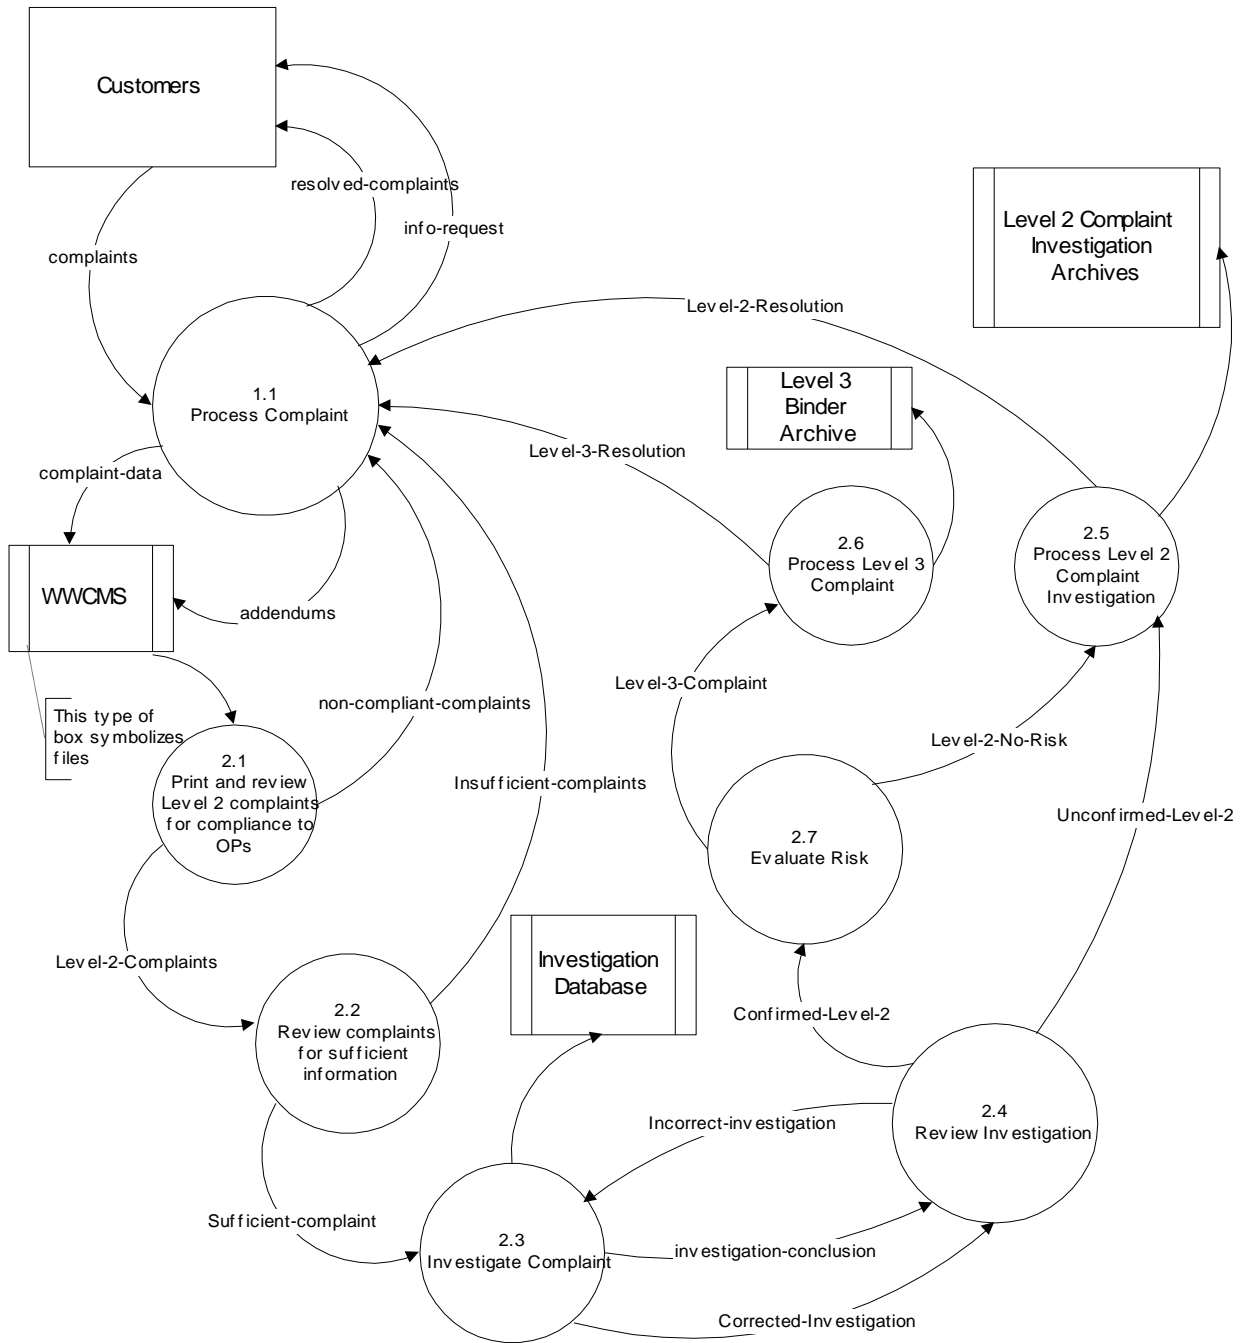 Customers
resolved-complaints
info-request
complaints
Level 2 Complaint
Investigation
Archives
Level-2-Resolution
1.1
Process Complaint
Level 3
Binder
Archive
Level-3-Resolution
complaint-data
2.6
Process Level 3
Complaint
2.5
Process Level 2
Complaint
Investigation
WWCMS
addendums
Level-3-Complaint
non-compliant-complaints
This type of
box symbolizes
files
Level-2-No-Risk
2.1
Print and review
Level 2 complaints
for compliance to
OPs
Insufficient-complaints
Unconfirmed-Level-2
2.7
Evaluate Risk
Level-2-Complaints
Investigation
Database
2.2
Review complaints
for sufficient
information
Confirmed-Level-2
2.4
Review Investigation
Incorrect-investigation
Sufficient-complaint
2.3
Investigate Complaint
investigation-conclusion
Corrected-Investigation